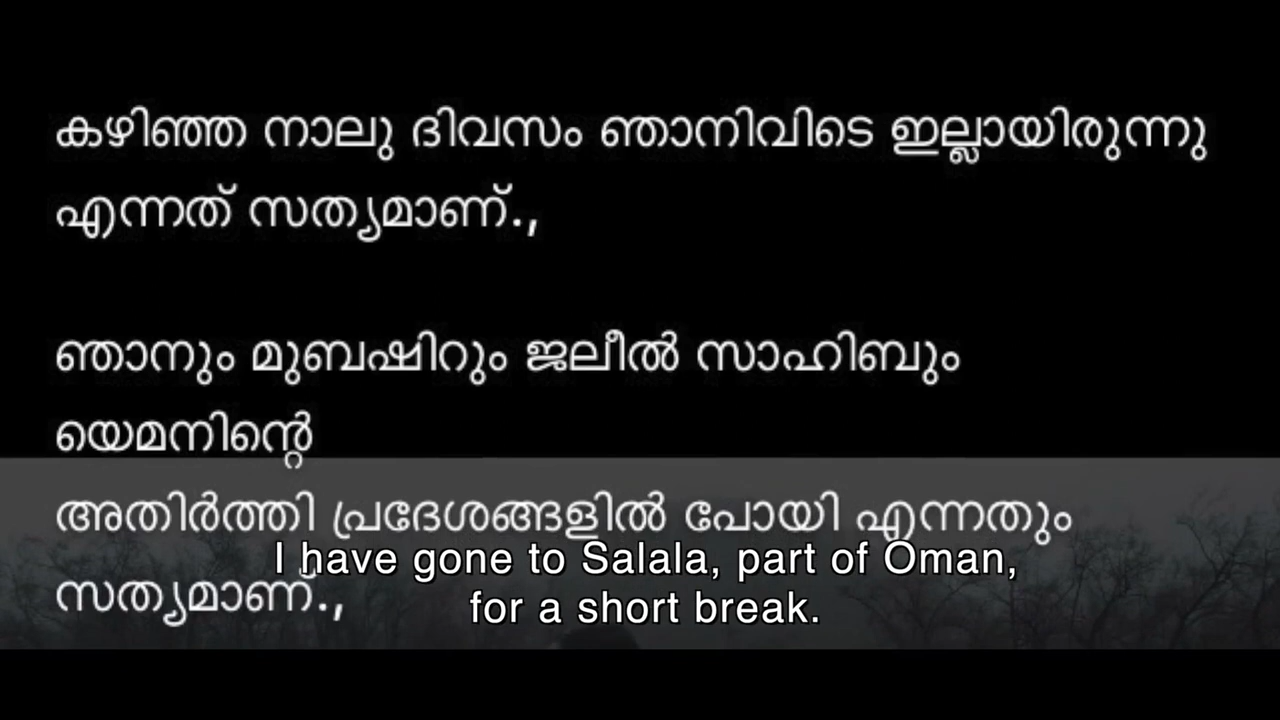 കഴിഞ്ഞ നാലു ദിവസം ഞാനിവിടെ ഇല്ലായിരുന്നു
എന്നത് സത്യമാണ്.,
ഞാനും മുബഷിറും ജലീൽ സാഹിബും
യെമനിന്റെ
അതിർത്തി പ്രദേശങ്ങളിൽ പോയി എന്നതും
സത്യമാണ്.,
I have gone to Salala, part of Oman,
for a short break.